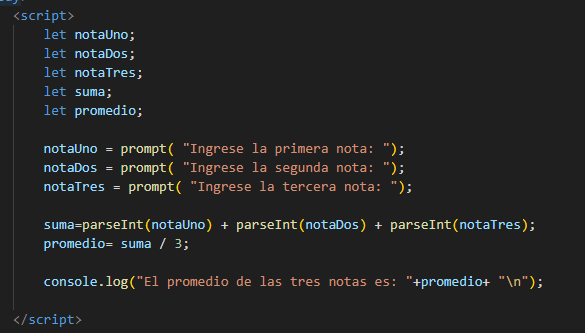 <script>
let notaUno;
let notaDos;
let notaTres;
let suma;
let promedio;
notaUno = prompt( "Ingrese la primera nota: ");
notaDos = prompt( "Ingrese la segunda nota: ");
notaTres = prompt( "Ingrese la tercera nota: ");
suma=parseInt(notaUno) + parseInt(notaDos) + parseInt(notaTres);
promedio= suma / 3;
console.log("El promedio de las tres notas es: "+promedio+ "\n");
</script>